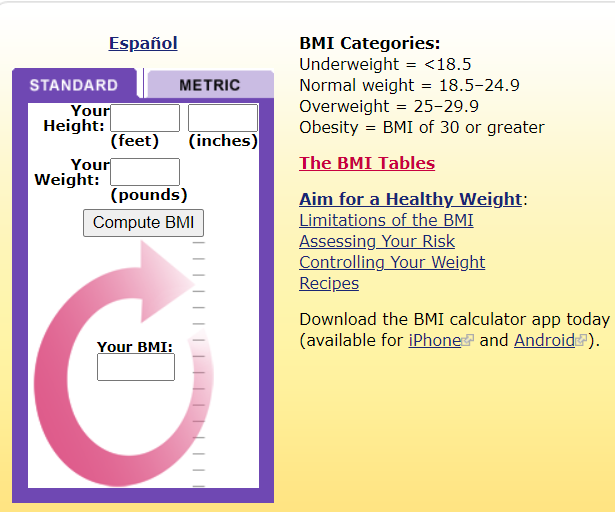 Español
STANDARD
METRIC
Your
Height:
(feet)
(inches)
Your
Weight:
(pounds)
Compute BMI
Your BMI:
BMI Categories:
Underweight = <18.5
Normal weight = 18.5–24.9
Overweight = 25–29.9
Obesity = BMI of 30 or greater
The BMI Tables
Aim for a Healthy Weight:
Limitations of the BMI
Assessing Your Risk
Controlling Your Weight
Recipes
Download the BMI calculator app today
(available for iPhone and Android).